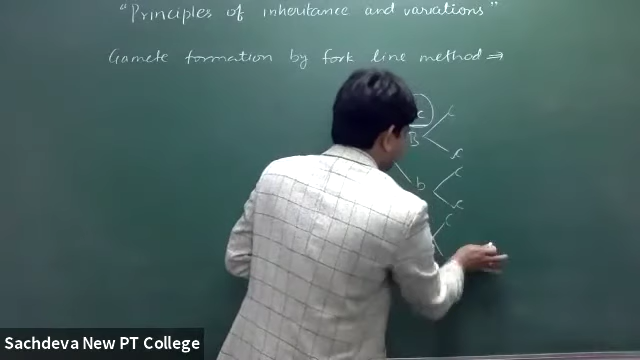 "Principles of inheritance and variations"
Gamete formation by fork line method ⇒
c
B
c
c
b
c
c
c
Sachdeva New PT College